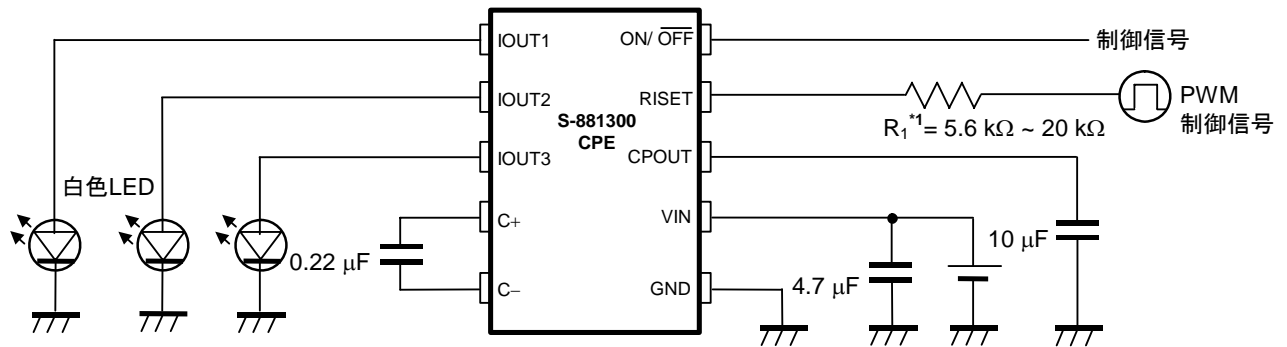 IOUT1
ON/ O̅F̅F̅
制御信号
IOUT2
RISET
PWM
制御信号
S-881300
CPE
R₁*¹= 5.6 kΩ ~ 20 kΩ
IOUT3
CPOUT
白色LED
C+
VIN
0.22 μF
10 μF
4.7 μF
C−
GND